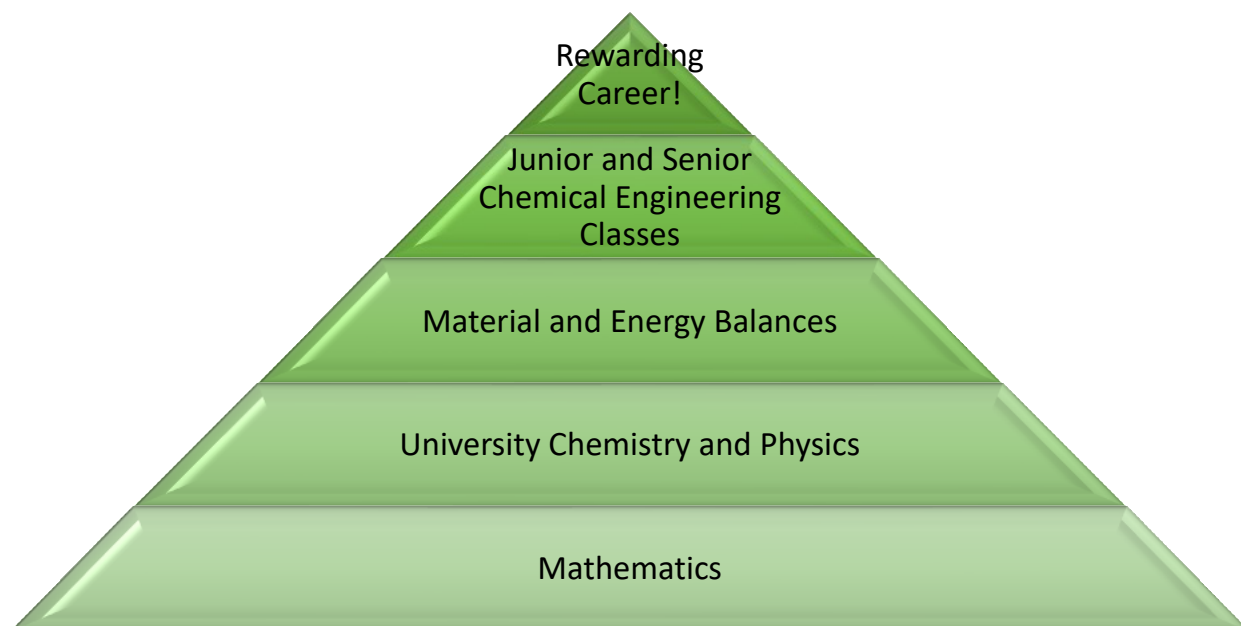 Rewarding
Career!
Junior and Senior
Chemical Engineering
Classes
Material and Energy Balances
University Chemistry and Physics
Mathematics